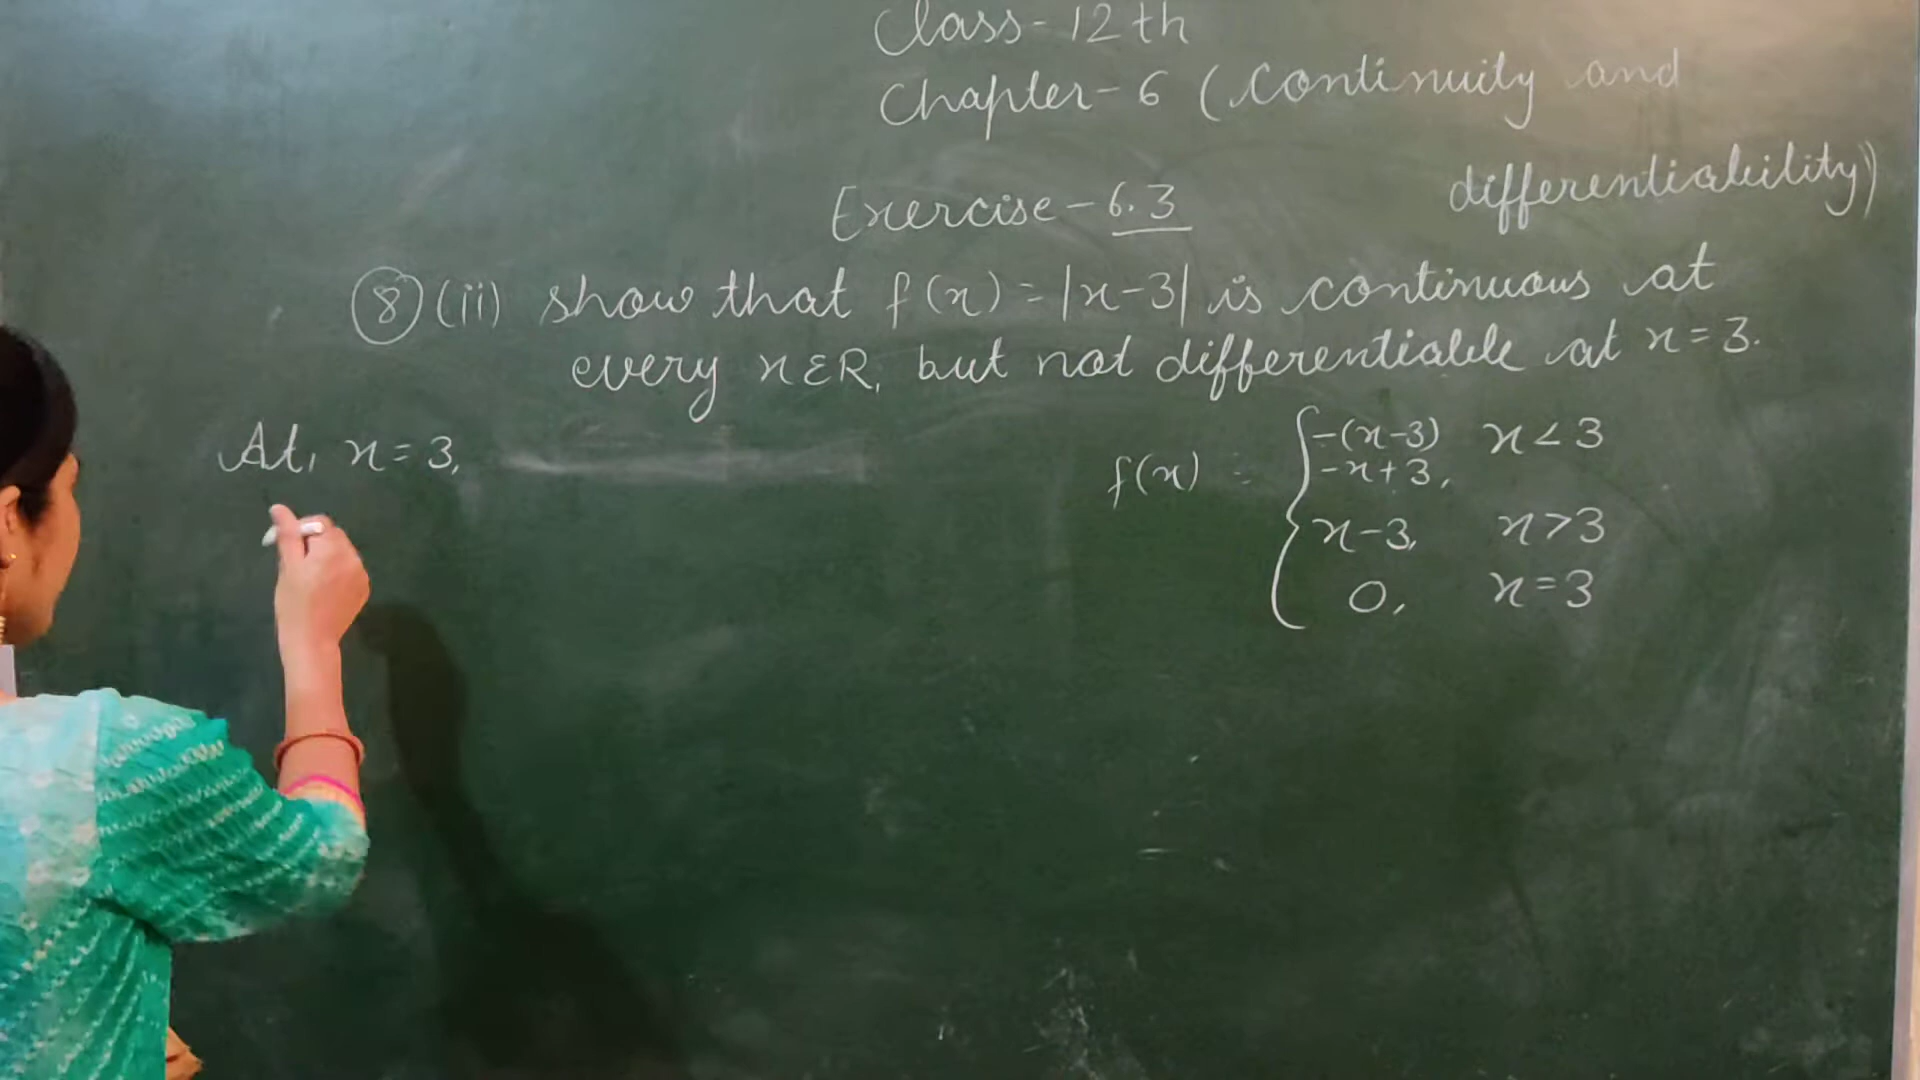 Class-12th
Chapter-6 (Continuity and
differentiability)
Exercise-6.3
8 (ii) show that f(x)=|x-3| is continuous at
every x∈R, but not differentiable at x=3.
At, x=3,
f(x) = { -(x-3) x<3
-x+3,
x-3, x>3
0, x=3